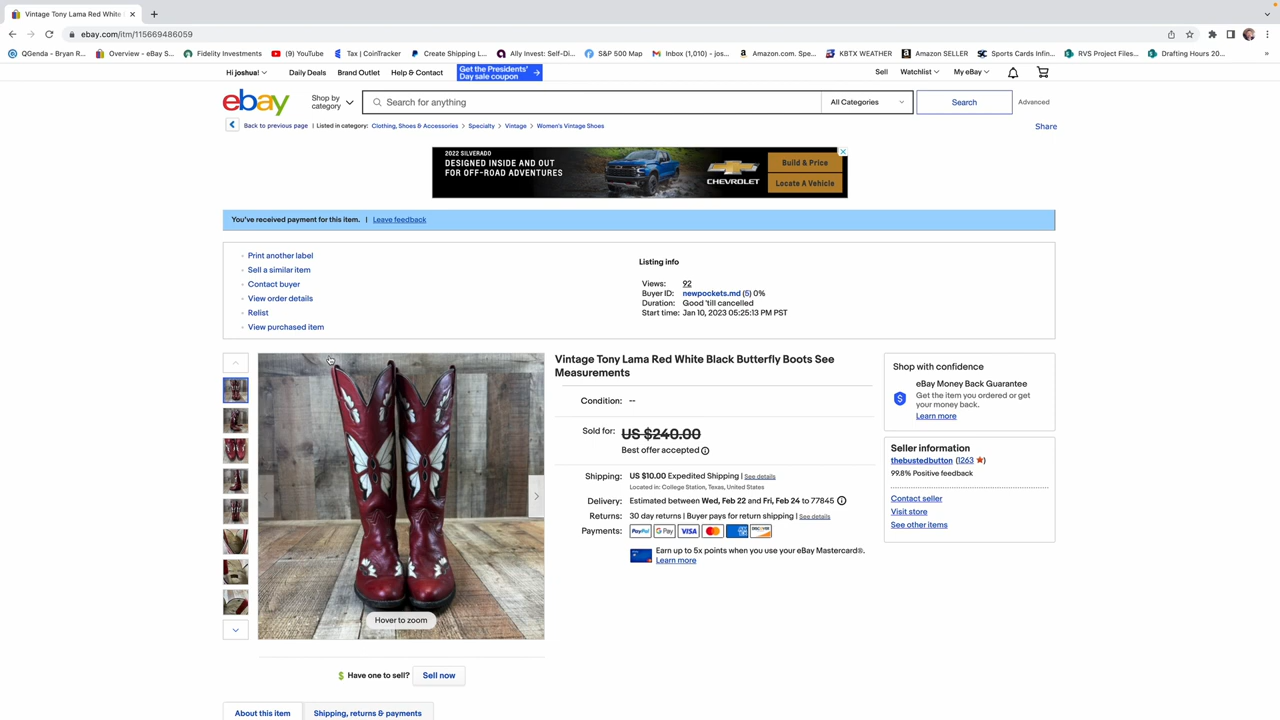 Vintage Tony Lama Red White
ebay.com/itm/115669486059
QGenda - Bryan R...
Overview - eBay S...
Fidelity Investments
(9) YouTube
Tax | CoinTracker
Create Shipping L...
Ally Invest: Self-Di...
S&P 500 Map
Inbox (1,010) - jos...
Amazon.com. Spe...
KBTX WEATHER
Amazon SELLER
Sports Cards Infin...
RVS Project Files...
Drafting Hours 20...
Hi joshua!
Daily Deals
Brand Outlet
Help & Contact
Get the Presidents'
Day sale coupon
Sell
Watchlist
My eBay
ebay
Shop by
category
Search for anything
All Categories
Search
Advanced
Back to previous page | Listed in category: Clothing, Shoes & Accessories > Specialty > Vintage > Women's Vintage Shoes
Share
2022 SILVERADO
DESIGNED INSIDE AND OUT
FOR OFF-ROAD ADVENTURES
CHEVROLET
Build & Price
Locate A Vehicle
You've received payment for this item. | Leave feedback
Print another label
Sell a similar item
Contact buyer
View order details
Relist
View purchased item
Listing info
Views: 92
Buyer ID: newpockets.md (5) 0%
Duration: Good 'till cancelled
Start time: Jan 10, 2023 05:25:13 PM PST
Vintage Tony Lama Red White Black Butterfly Boots See
Measurements
Condition: --
Sold for: US $240.00
Best offer accepted
Shipping: US $10.00 Expedited Shipping | See details
Located in: College Station, Texas, United States
Delivery: Estimated between Wed, Feb 22 and Fri, Feb 24 to 77845
Returns: 30 day returns | Buyer pays for return shipping | See details
Payments: PayPal G Pay VISA DISCOVER
Earn up to 5x points when you use your eBay Mastercard®.
Learn more
Shop with confidence
eBay Money Back Guarantee
Get the item you ordered or get
your money back.
Learn more
Seller information
thebustedbutton (1263)
99.8% Positive feedback
Contact seller
Visit store
See other items
Hover to zoom
Have one to sell? Sell now
About this item
Shipping, returns & payments